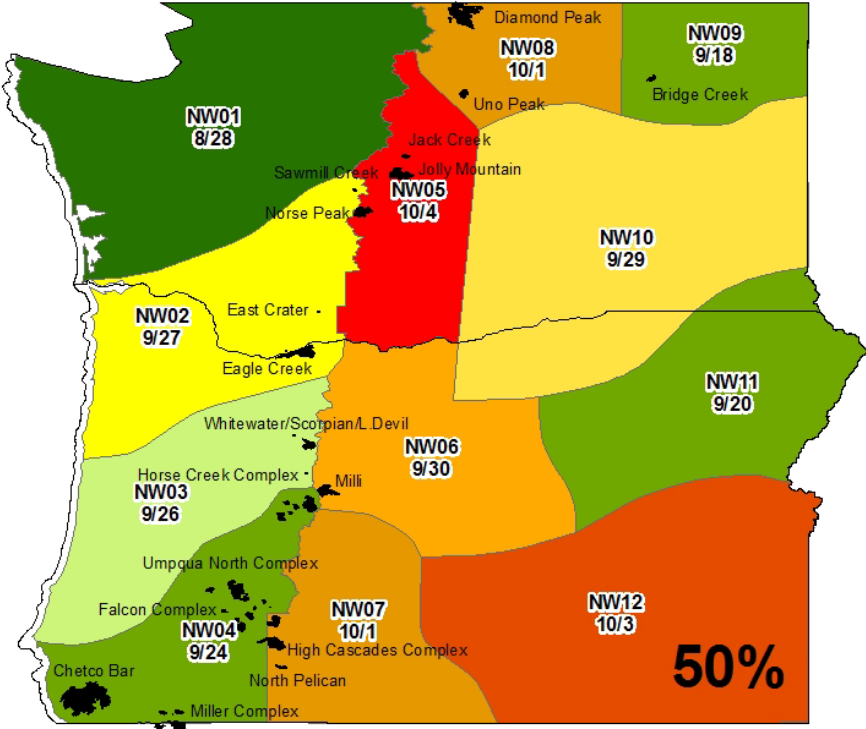 Diamond Peak
NW08
10/1
NW09
9/18
Uno Peak
Bridge Creek
NW01
8/28
Jack Creek
Sawmill Creek
Jolly Mountain
NW05
10/4
Norse Peak
NW10
9/29
East Crater
NW02
9/27
Eagle Creek
NW11
9/20
Whitewater/Scorpian/L.Devil
NW06
9/30
Horse Creek Complex
Milli
NW03
9/26
Umpqua North Complex
Falcon Complex
NW04
9/24
NW07
10/1
NW12
10/3
High Cascades Complex
50%
Chetco Bar
North Pelican
Miller Complex